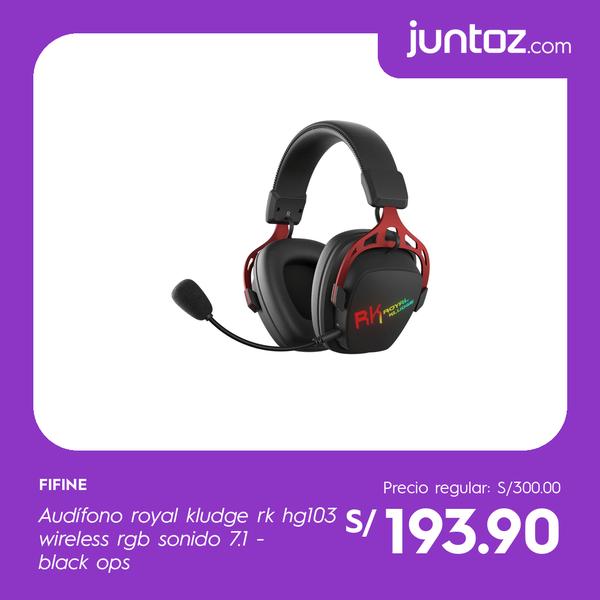 juntoz.com
RK ROYAL
KLUDGE
FIFINE
Audífono royal kludge rk hg103
wireless rgb sonido 7.1 -
black ops
Precio regular: S/300.00
S/ 193.90